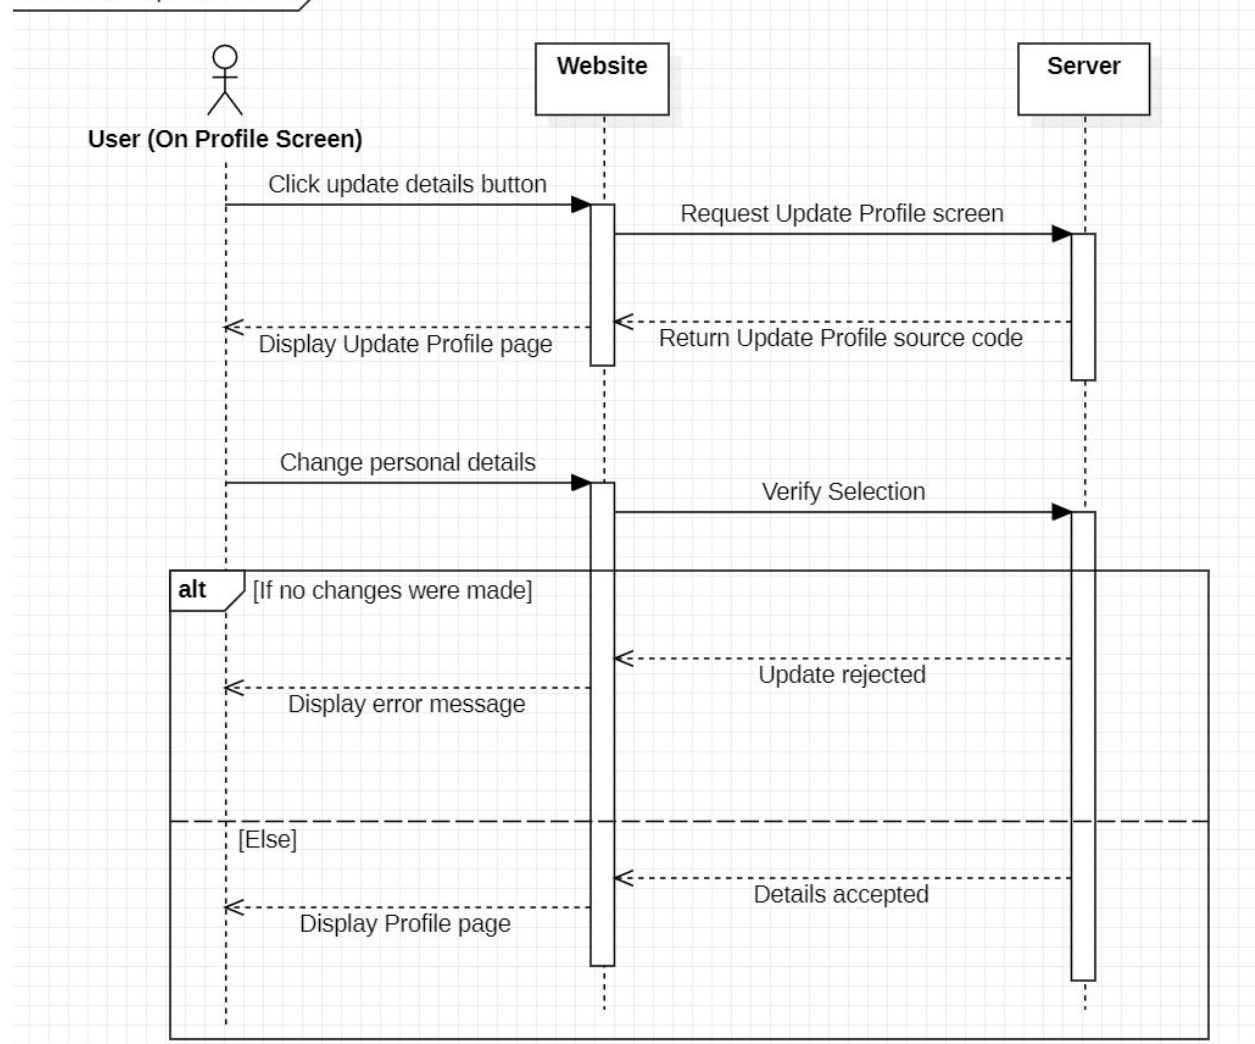 Website
Server
User (On Profile Screen)
Click update details button
Request Update Profile screen
Display Update Profile page
Return Update Profile source code
Change personal details
Verify Selection
alt
[If no changes were made]
Update rejected
Display error message
[Else]
Details accepted
Display Profile page